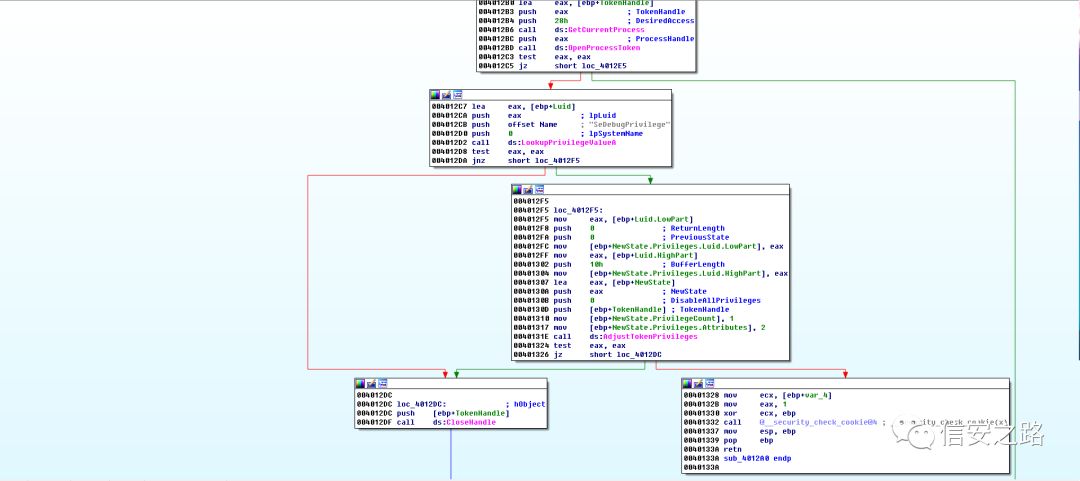 004012B0 lea eax, [ebp+TokenHandle]
004012B3 push eax ; TokenHandle
004012B4 push 28h ; DesiredAccess
004012B6 call ds:GetCurrentProcess
004012BC push eax ; ProcessHandle
004012BD call ds:OpenProcessToken
004012C3 test eax, eax
004012C5 jz short loc_4012E5
004012C7 lea eax, [ebp+Luid]
004012CA push eax ; lpLuid
004012CB push offset Name ; "SeDebugPrivilege"
004012D0 push 0 ; lpSystemName
004012D2 call ds:LookupPrivilegeValueA
004012D8 test eax, eax
004012DA jnz short loc_4012F5
004012F5
004012F5 loc_4012F5:
004012F5 mov eax, [ebp+Luid.LowPart]
004012F8 push 0 ; ReturnLength
004012FA push 0 ; PreviousState
004012FC mov [ebp+NewState.Privileges.Luid.LowPart], eax
004012FF mov eax, [ebp+Luid.HighPart]
00401302 push 10h ; BufferLength
00401304 mov [ebp+NewState.Privileges.Luid.HighPart], eax
00401307 lea eax, [ebp+NewState]
0040130A push eax ; NewState
0040130B push 0 ; DisableAllPrivileges
0040130D push [ebp+TokenHandle] ; TokenHandle
00401310 mov [ebp+NewState.PrivilegeCount], 1
00401317 mov [ebp+NewState.Privileges.Attributes], 2
0040131E call ds:AdjustTokenPrivileges
00401324 test eax, eax
00401326 jz short loc_4012DC
004012DC
004012DC loc_4012DC: ; hObject
004012DC push [ebp+TokenHandle]
004012DF call ds:CloseHandle
00401328 mov ecx, [ebp+var_4]
0040132B mov eax, 1
00401330 xor ecx, ebp
00401332 call @__security_check_cookie@4 ;
00401337 mov esp, ebp
00401339 pop ebp
0040133A retn
0040133A sub_4012A0 endp
0040133A
信安之路